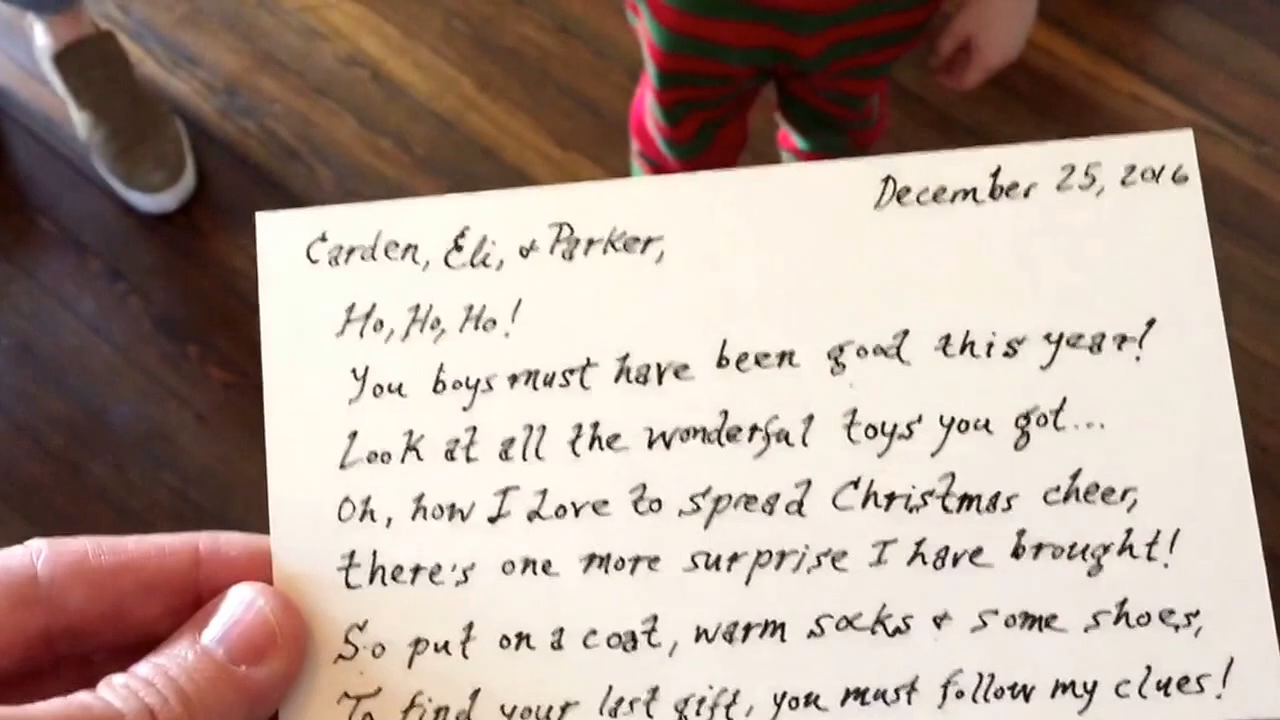 December 25, 2016
Carden, Eli, & Parker,
Ho, Ho, Ho!
You boys must have been good this year!
Look at all the wonderful toys you got...
Oh, how I Love to spread Christmas cheer,
there's one more surprise I have brought!
So put on a coat, warm socks & some shoes,
To find your last gift, you must follow my clues!